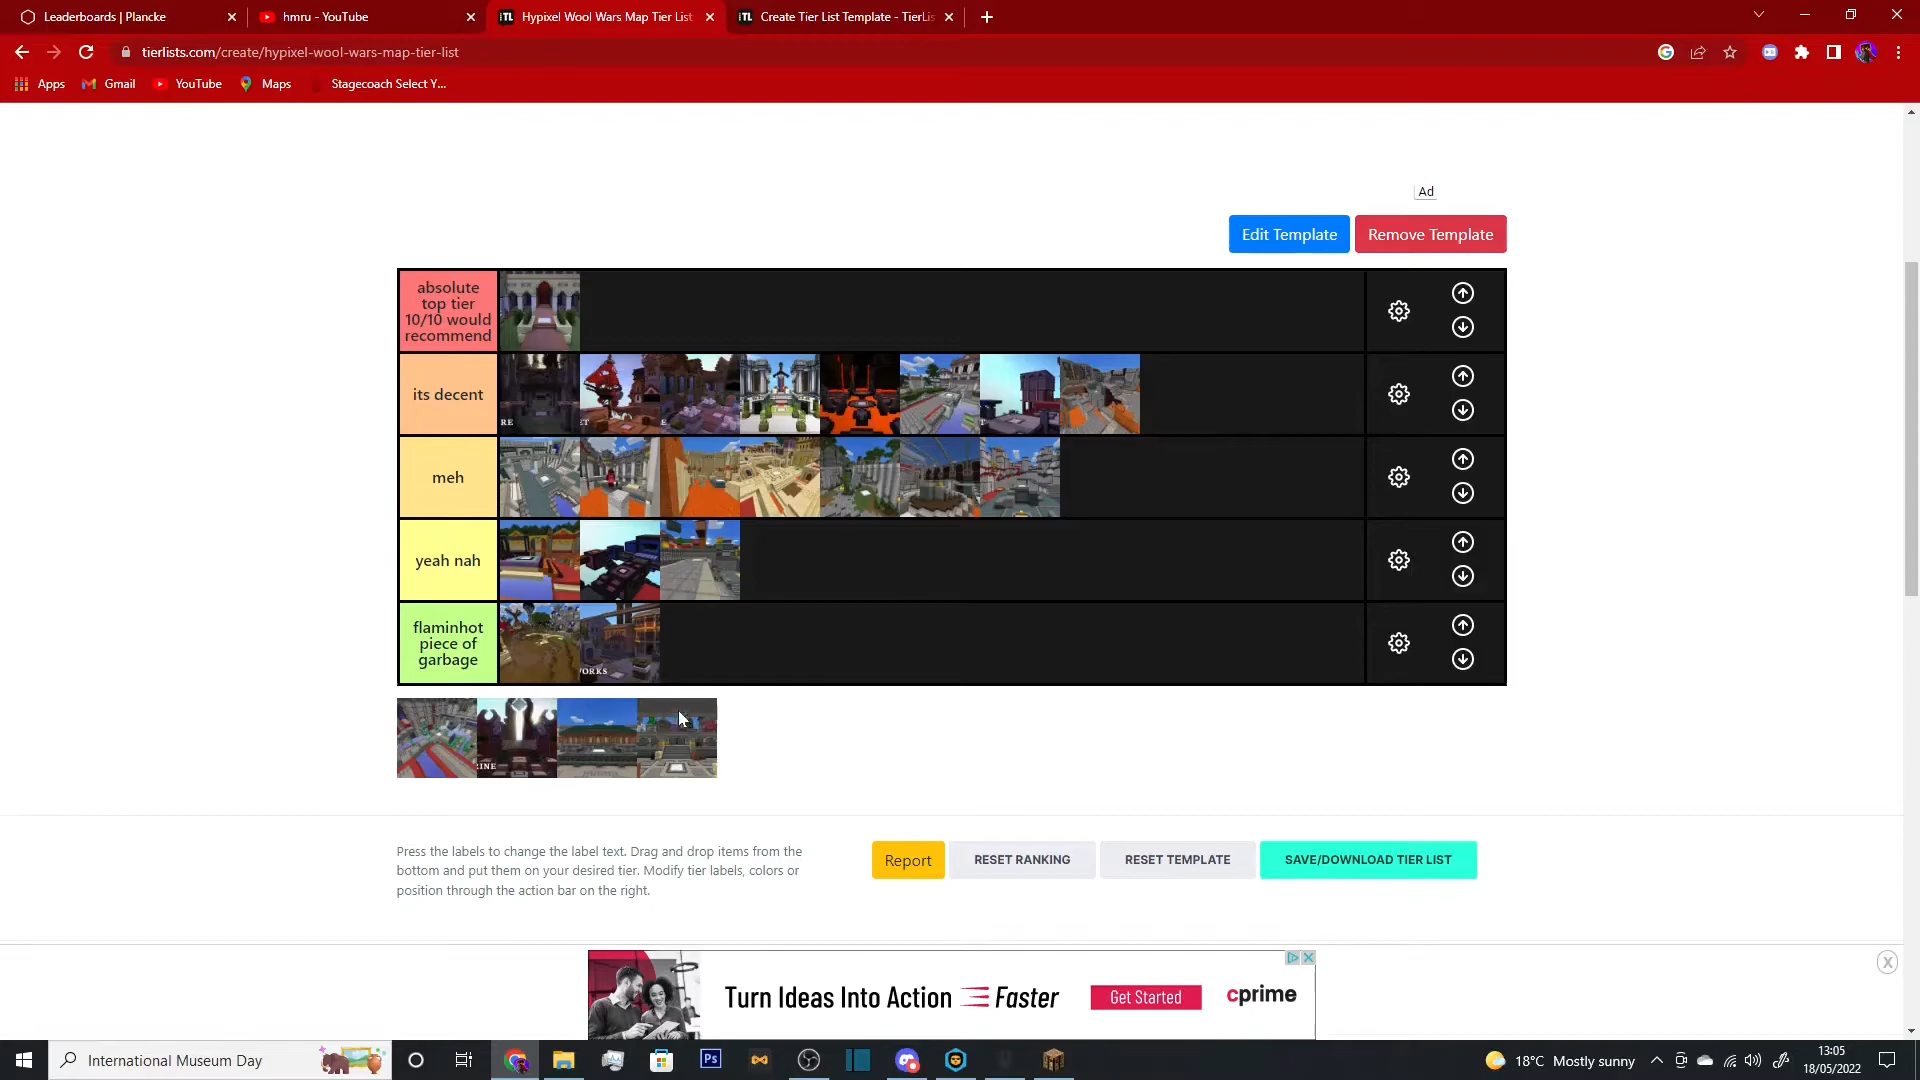 Leaderboards | Plancke
hmru - YouTube
Hypixel Wool Wars Map Tier List
Create Tier List Template - TierLis
tierlists.com/create/hypixel-wool-wars-map-tier-list
Apps
Gmail
YouTube
Maps
Stagecoach Select Y...
Ad
Edit Template
Remove Template
absolute
top tier
10/10 would
recommend
its decent
RE
ET
E
T
meh
yeah nah
flaminhot
piece of
garbage
WORKS
INE
Press the labels to change the label text. Drag and drop items from the
bottom and put them on your desired tier. Modify tier labels, colors or
position through the action bar on the right.
Report
RESET RANKING
RESET TEMPLATE
SAVE/DOWNLOAD TIER LIST
Turn Ideas Into Action Faster
Get Started
cprime
X
International Museum Day
Ps
18°C Mostly sunny
13:05
18/05/2022